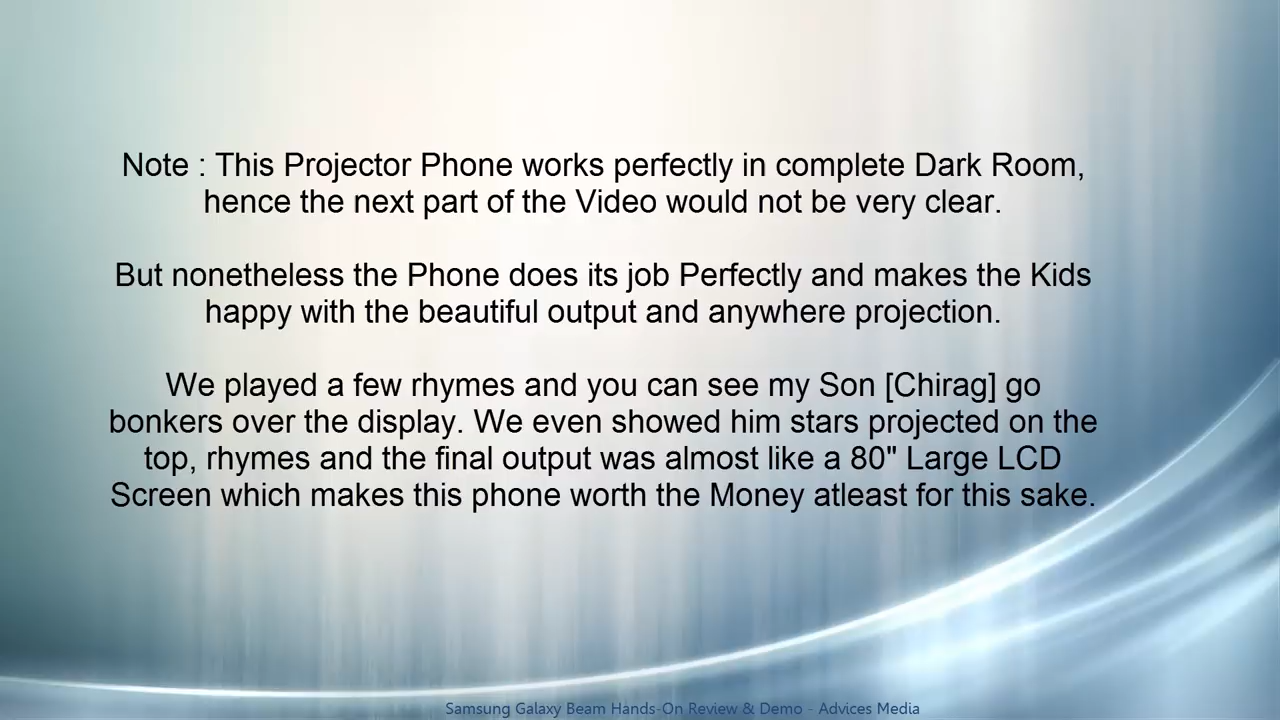 Note : This Projector Phone works perfectly in complete Dark Room,
hence the next part of the Video would not be very clear.
But nonetheless the Phone does its job Perfectly and makes the Kids
happy with the beautiful output and anywhere projection.
We played a few rhymes and you can see my Son [Chirag] go
bonkers over the display. We even showed him stars projected on the
top, rhymes and the final output was almost like a 80" Large LCD
Screen which makes this phone worth the Money atleast for this sake.
Samsung Galaxy Beam Hands-On Review & Demo - Advices Media